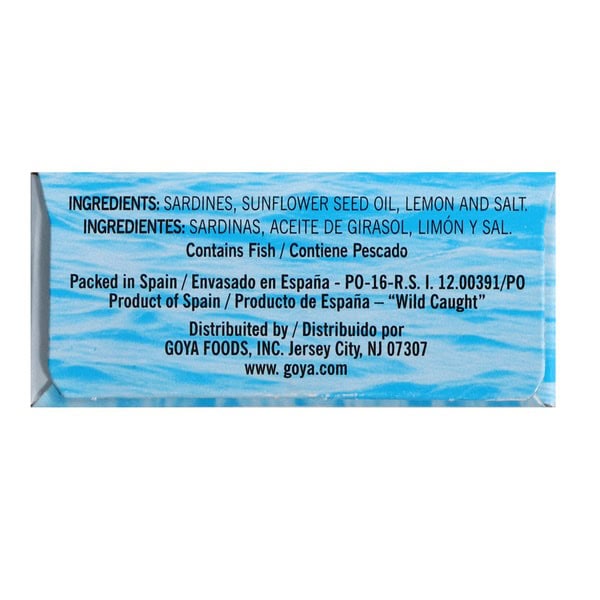 INGREDIENTS: SARDINES, SUNFLOWER SEED OIL, LEMON AND SALT.
INGREDIENTES: SARDINAS, ACEITE DE GIRASOL, LIMÓN Y SAL.
Contains Fish / Contiene Pescado
Packed in Spain / Envasado en España - PO-16-R.S. I. 12.00391/PO
Product of Spain / Producto de España – “Wild Caught”
Distribuited by / Distribuido por
GOYA FOODS, INC. Jersey City, NJ 07307
www. goya.com